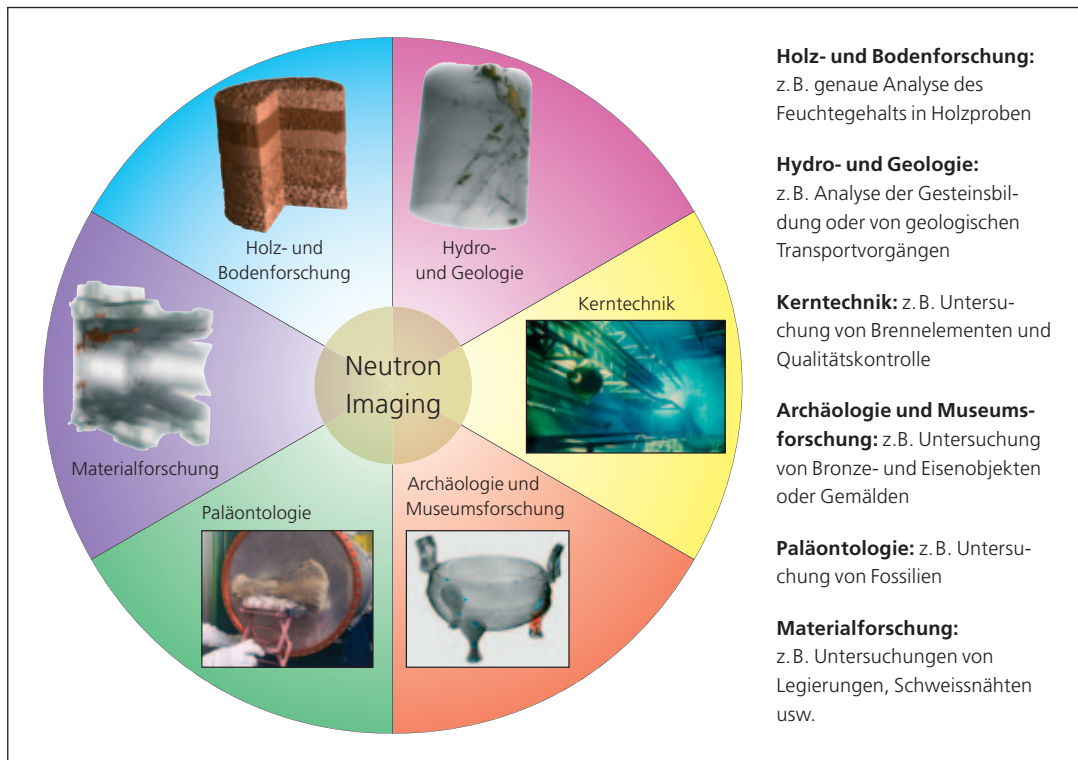 Holz- und
Bodenforschung
Hydro-
und Geologie
Kerntechnik
Neutron
Imaging
Materialforschung
Paläontologie
Archäologie und
Museumsforschung
Holz- und Bodenforschung:
z.B. genaue Analyse des
Feuchtegehalts in Holzproben
Hydro- und Geologie:
z.B. Analyse der Gesteinsbil-
dung oder von geologischen
Transportvorgängen
Kerntechnik: z.B. Untersu-
chung von Brennelementen und
Qualitätskontrolle
Archäologie und Museums-
forschung: z.B. Untersuchung
von Bronze- und Eisenobjekten
oder Gemälden
Paläontologie: z.B. Untersu-
chung von Fossilien
Materialforschung:
z.B. Untersuchungen von
Legierungen, Schweissnähten
usw.